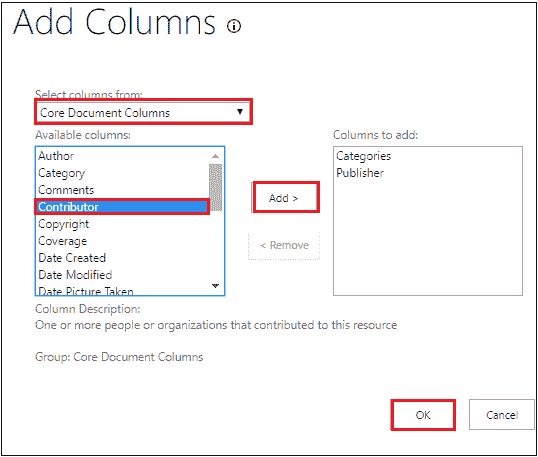 Add Columns
Select columns from:
Core Document Columns
Available columns:
Columns to add:
Author
Category
Comments
Contributor
Copyright
Coverage
Date Created
Date Modified
Date Picture Taken
Add >
< Remove
Categories
Publisher
Column Description:
One or more people or organizations that contributed to this resource
Group: Core Document Columns
OK
Cancel